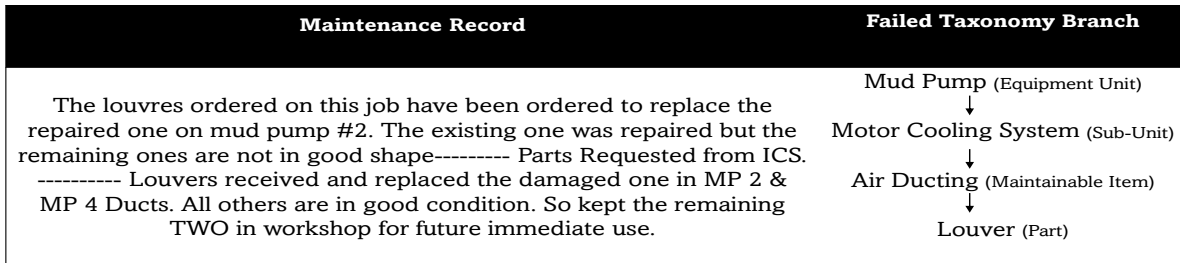 Maintenance Record
Failed Taxonomy Branch
The louvres ordered on this job have been ordered to replace the
repaired one on mud pump #2. The existing one was repaired but the
remaining ones are not in good shape--------- Parts Requested from ICS.
---------- Louvers received and replaced the damaged one in MP 2 &
MP 4 Ducts. All others are in good condition. So kept the remaining
TWO in workshop for future immediate use.
Mud Pump (Equipment Unit)
Motor Cooling System (Sub-Unit)
Air Ducting (Maintainable Item)
Louver (Part)